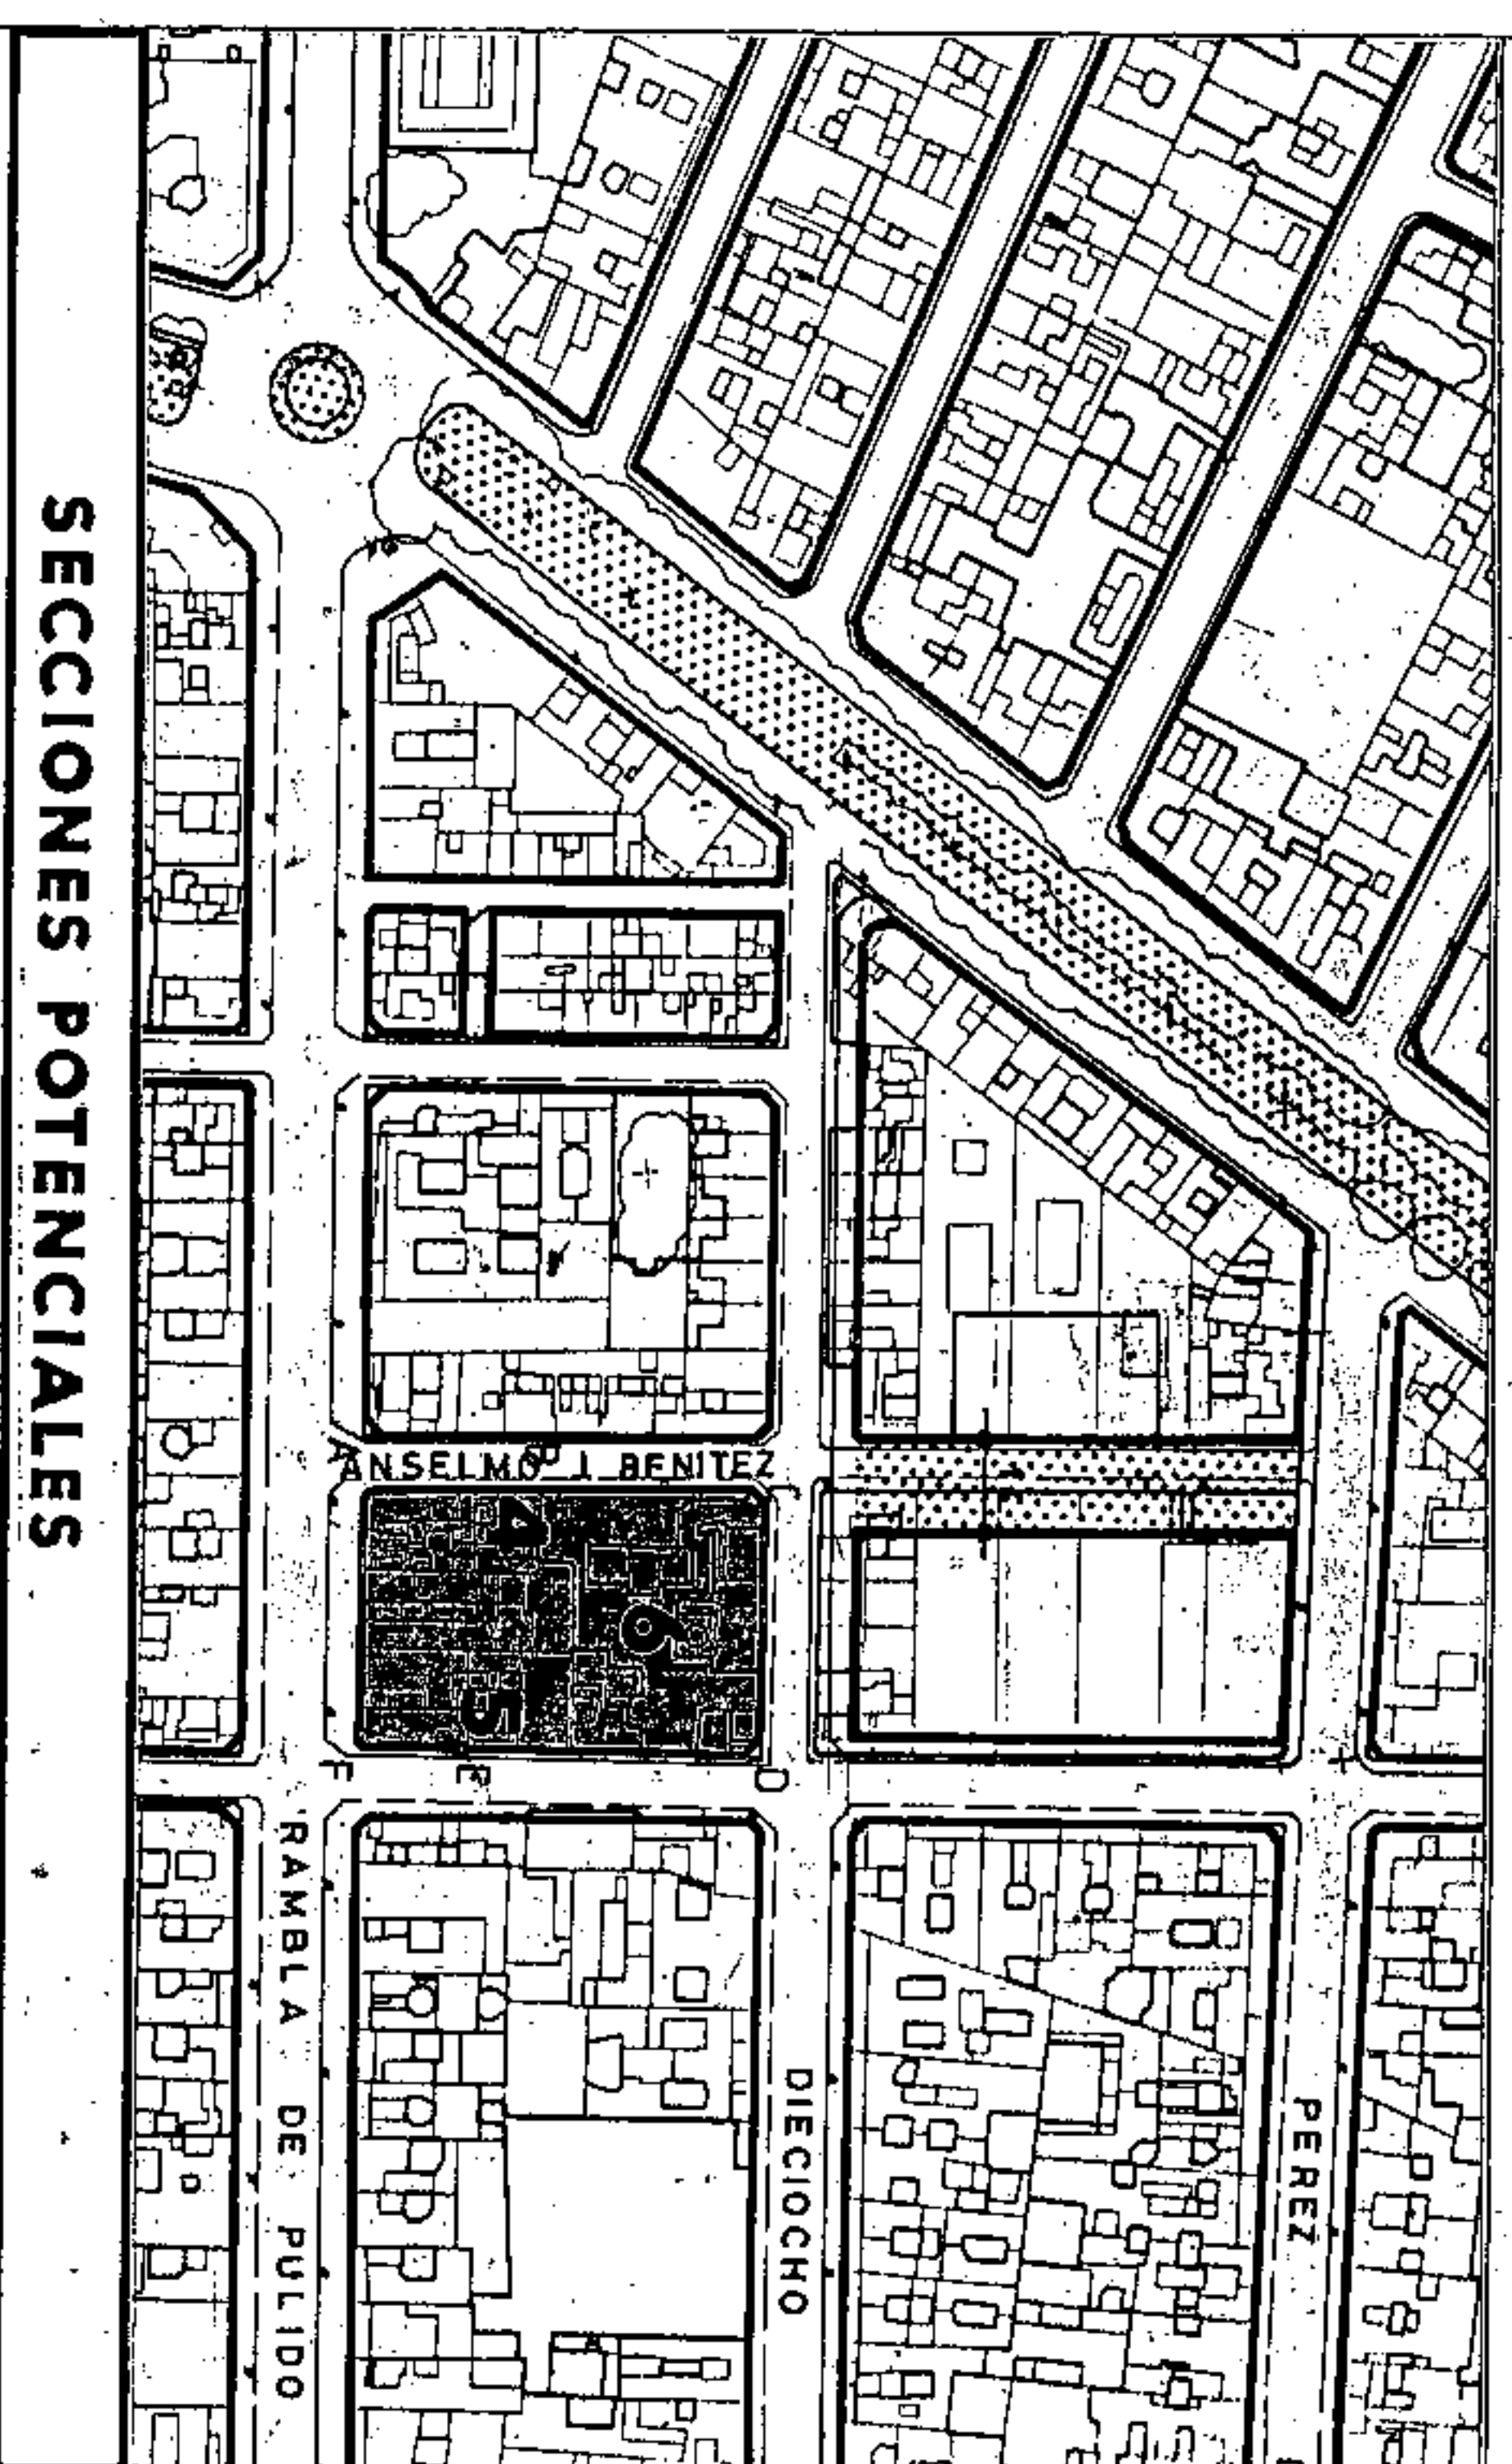 SECCIONES POTENCIALES
ANSELMO J. BENITEZ
A
B
4
6
5
F
E
D
RAMBLA DE PULIDO
DIECIOCHO
PEREZ